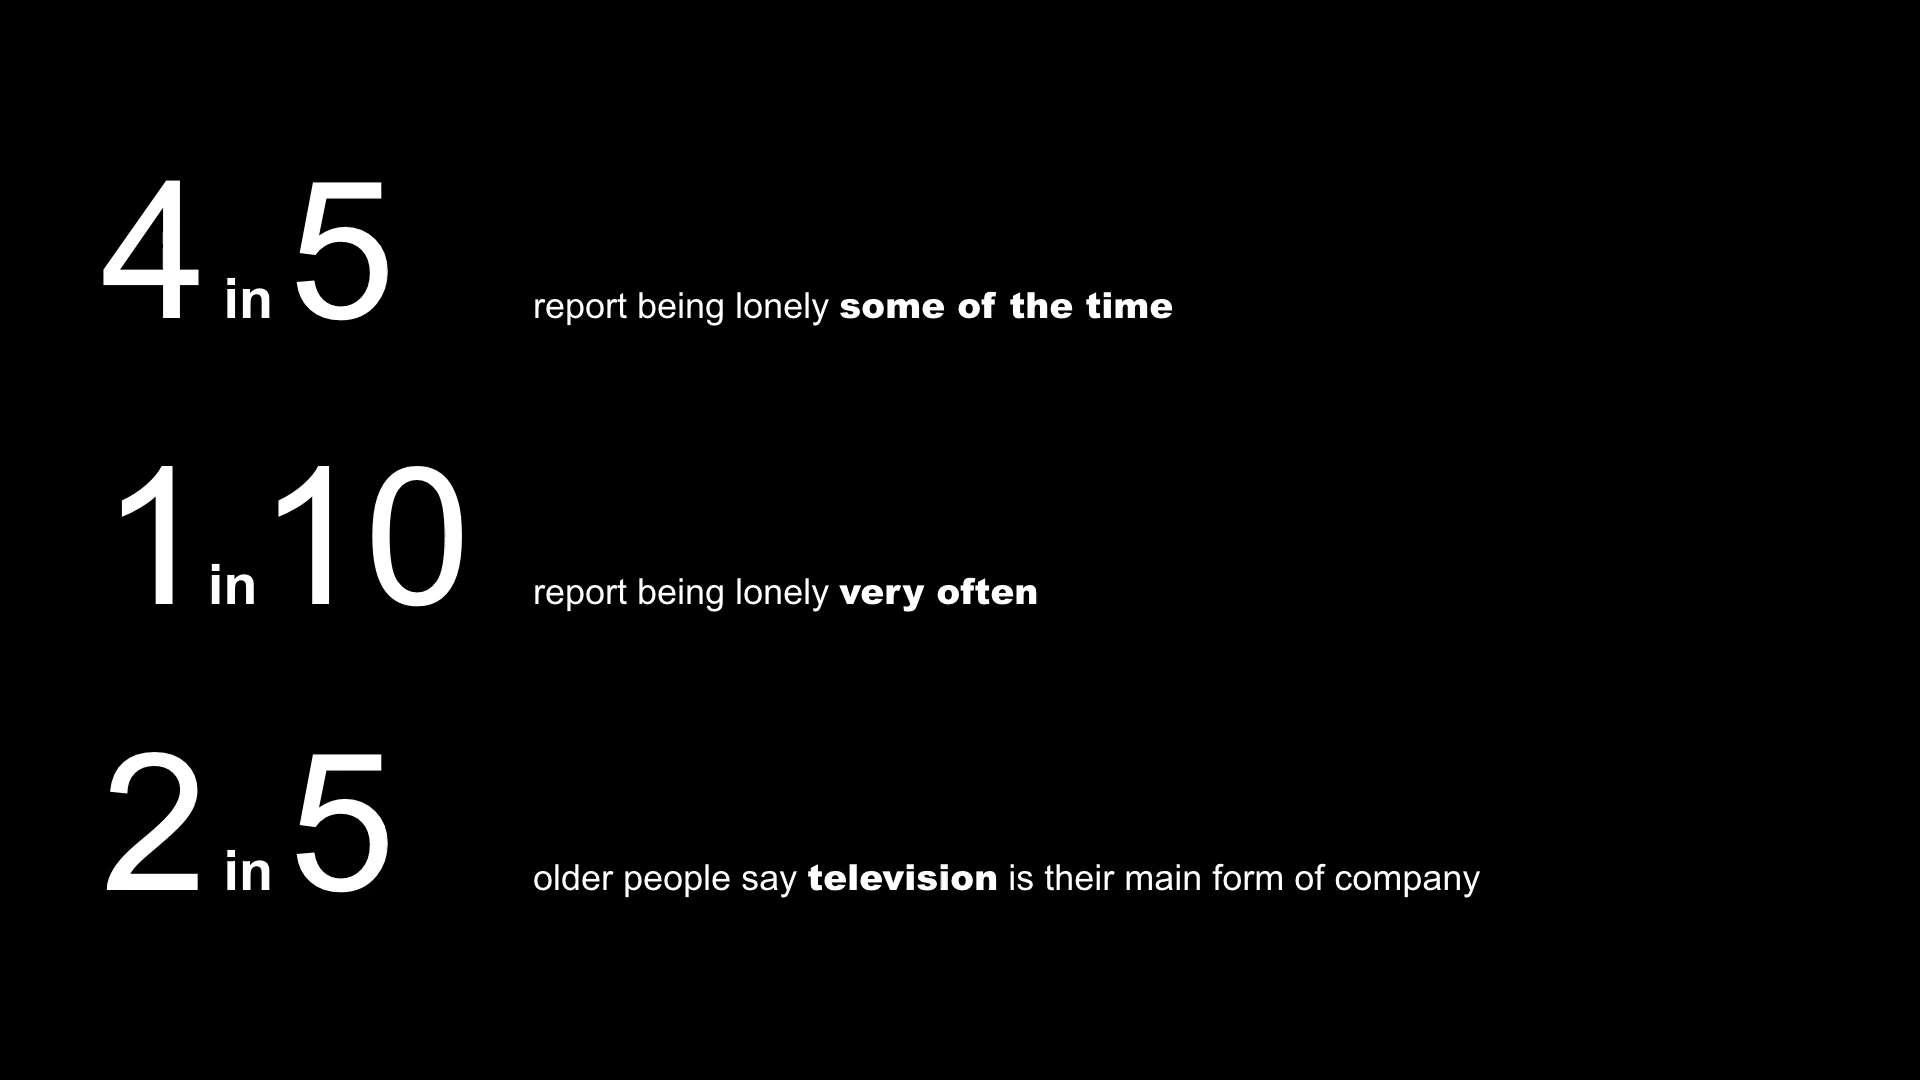 4 in 5 report being lonely some of the time
1 in 10 report being lonely very often
2 in 5 older people say television is their main form of company